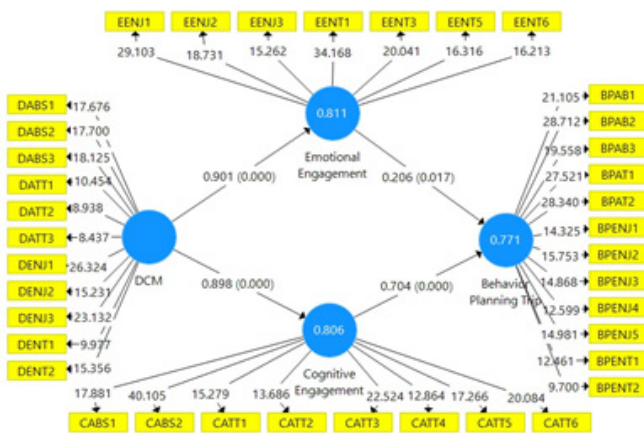 EENJ1 EENJ2 EENJ3 EENT1 EENT3 EENT5 EENT6
29.103 18.731 15.262 34.168 20.041 16.316 16.213
0.811
Emotional
Engagement
DABS1 17.676
DABS2 17.700
DABS3 18.125
DATT1 10.454
DATT2 8.938
DATT3 8.437
DENJ1 26.324
DENJ2 15.231
DENJ3 23.132
DENT1 9.977
DENT2 15.356
DCM
0.901 (0.000)
0.206 (0.017)
0.898 (0.000)
0.704 (0.000)
0.771
Behavior
Planning Trip
21.105 BPAB1
28.712 BPAB2
19.558 BPAB3
27.521 BPAT1
28.340 BPAT2
14.325 BPENJ1
15.753 BPENJ2
14.868 BPENJ3
12.599 BPENJ4
14.981 BPENJ5
12.461 BPENT1
9.700 BPENT2
0.806
Cognitive
Engagement
17.881 40.105 15.279 13.686 22.524 12.864 17.266 20.084
CABS1 CABS2 CATT1 CATT2 CATT3 CATT4 CATT5 CATT6